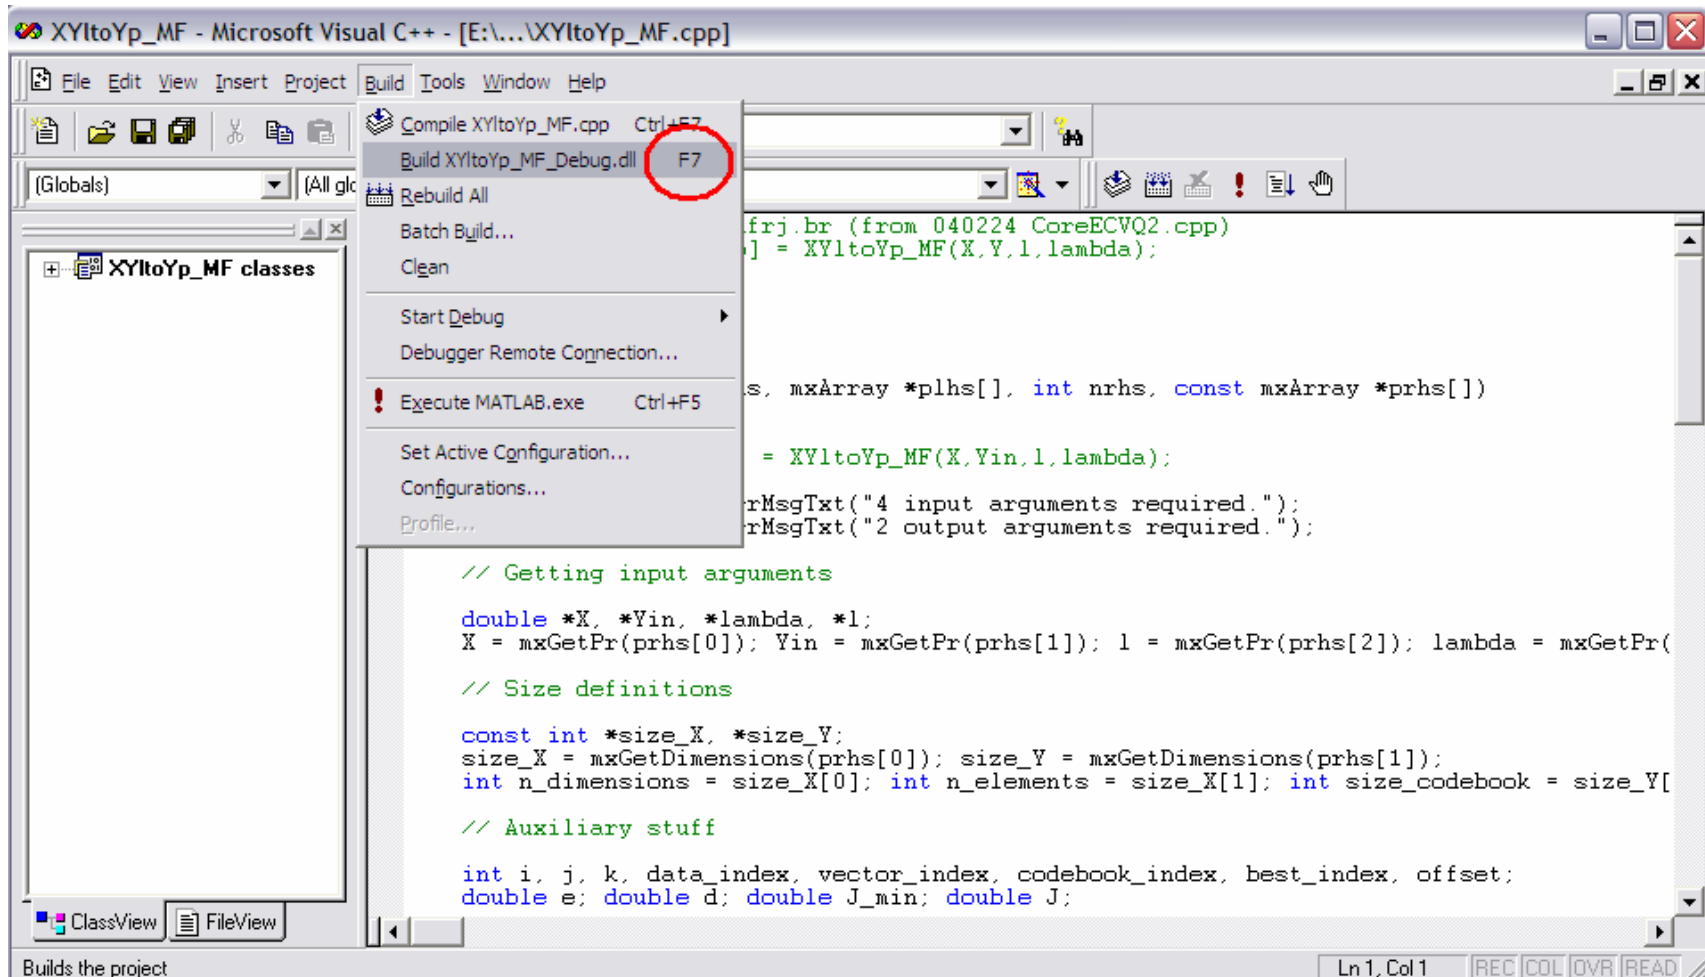 XYltoYp_MF - Microsoft Visual C++ - [E:\...\XYltoYp_MF.cpp]
File Edit View Insert Project Build Tools Window Help
Compile XYltoYp_MF.cpp Ctrl+F7
Build XYltoYp_MF_Debug.dll F7
Rebuild All
Batch Build...
Clean
Start Debug
Debugger Remote Connection...
Execute MATLAB.exe Ctrl+F5
Set Active Configuration...
Configurations...
Profile...
(Globals) (All glo
XYltoYp_MF classes
frj.br (from 040224 CoreECVQ2.cpp)
] = XYltoYp_MF(X,Y,l,lambda);
s, mxArray *plhs[], int nrhs, const mxArray *prhs[])
= XYltoYp_MF(X,Yin,l,lambda);
rMsgTxt("4 input arguments required.");
rMsgTxt("2 output arguments required.");
// Getting input arguments
double *X, *Yin, *lambda, *l;
X = mxGetPr(prhs[0]); Yin = mxGetPr(prhs[1]); l = mxGetPr(prhs[2]); lambda = mxGetPr(
// Size definitions
const int *size_X, *size_Y;
size_X = mxGetDimensions(prhs[0]); size_Y = mxGetDimensions(prhs[1]);
int n_dimensions = size_X[0]; int n_elements = size_X[1]; int size_codebook = size_Y[
// Auxiliary stuff
int i, j, k, data_index, vector_index, codebook_index, best_index, offset;
double e; double d; double J_min; double J;
ClassView FileView
Builds the project Ln 1, Col 1 REC COL OVR READ